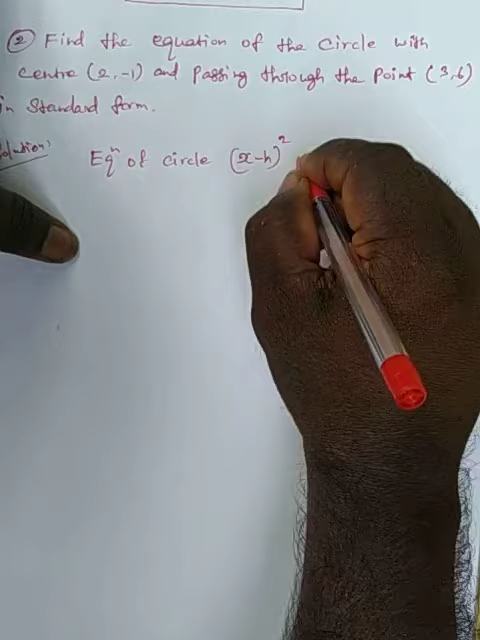 ② Find the equation of the circle with
centre (2,-1) and passing through the point (3,6)
in standard form.
Solution:
Eqⁿ of circle (x-h)²